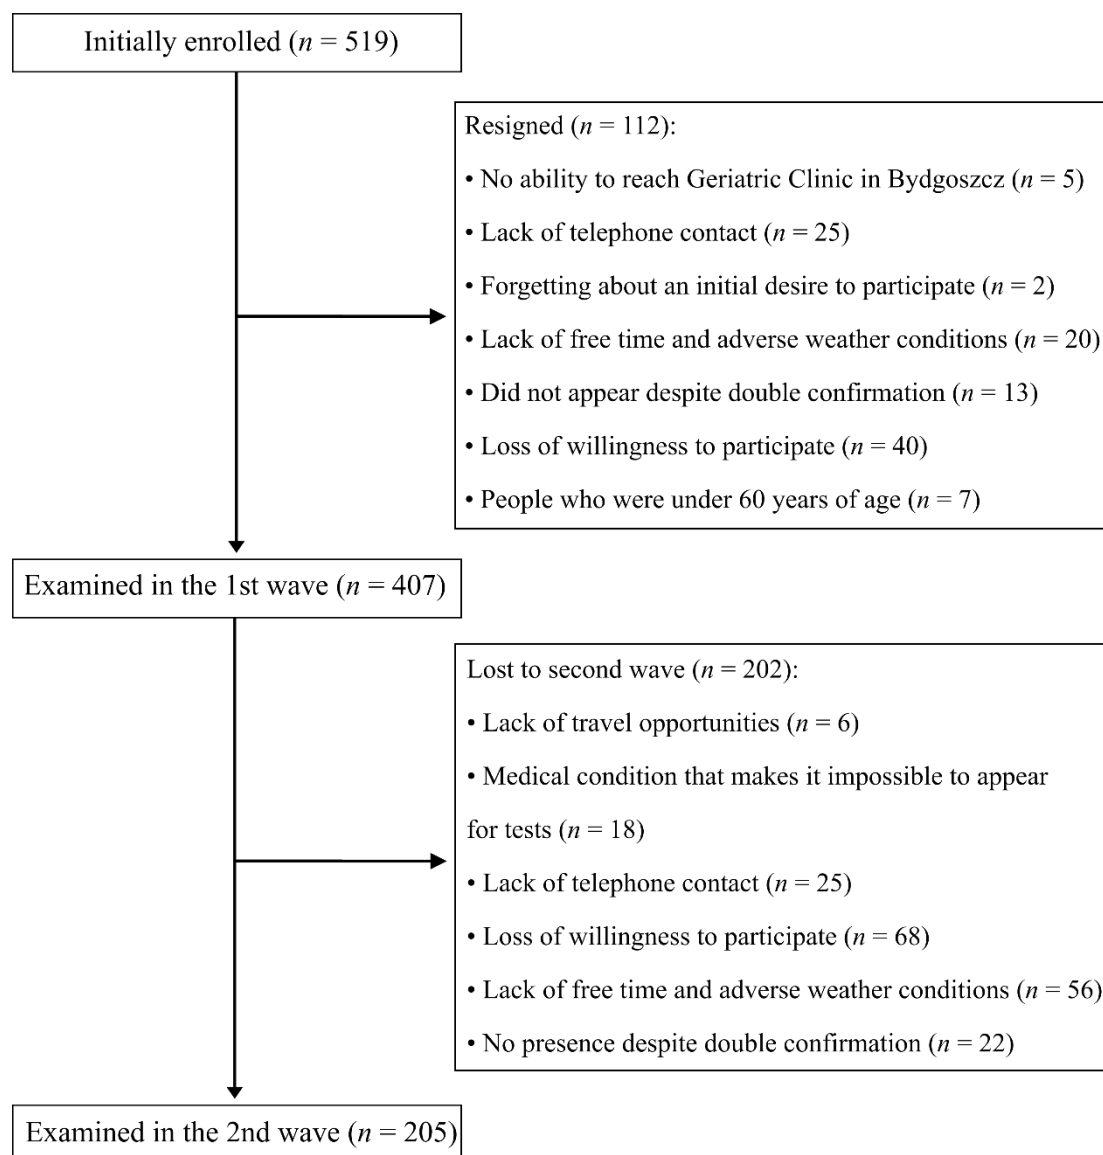 Initially enrolled (n = 519)
Resigned (n = 112):
• No ability to reach Geriatric Clinic in Bydgoszcz (n = 5)
• Lack of telephone contact (n = 25)
• Forgetting about an initial desire to participate (n = 2)
• Lack of free time and adverse weather conditions (n = 20)
• Did not appear despite double confirmation (n = 13)
• Loss of willingness to participate (n = 40)
• People who were under 60 years of age (n = 7)
Examined in the 1st wave (n = 407)
Lost to second wave (n = 202):
• Lack of travel opportunities (n = 6)
• Medical condition that makes it impossible to appear
for tests (n = 18)
• Lack of telephone contact (n = 25)
• Loss of willingness to participate (n = 68)
• Lack of free time and adverse weather conditions (n = 56)
• No presence despite double confirmation (n = 22)
Examined in the 2nd wave (n = 205)